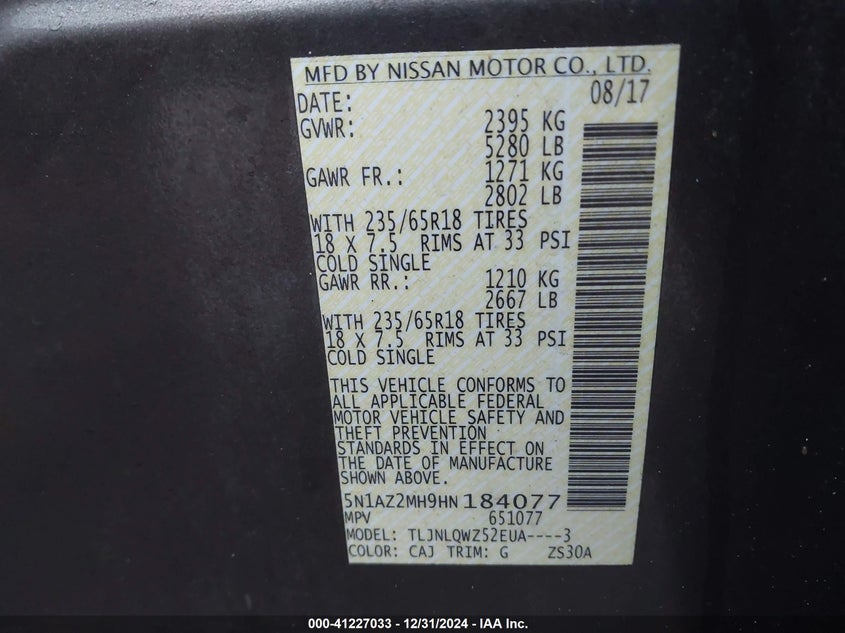 MFD BY NISSAN MOTOR CO., LTD.
DATE: 08/17
GVWR: 2395 KG
5280 LB
GAWR FR.: 1271 KG
2802 LB
WITH 235/65R18 TIRES
18 X 7.5 RIMS AT 33 PSI
COLD SINGLE
GAWR RR.: 1210 KG
2667 LB
WITH 235/65R18 TIRES
18 X 7.5 RIMS AT 33 PSI
COLD SINGLE
THIS VEHICLE CONFORMS TO
ALL APPLICABLE FEDERAL
MOTOR VEHICLE SAFETY AND
THEFT PREVENTION
STANDARDS IN EFFECT ON
THE DATE OF MANUFACTURE
SHOWN ABOVE.
5N1AZ2MH9HN184077
MPV 651077
MODEL: TLJNLQWZ52EUA----3
COLOR: CAJ TRIM: G ZS30A
000-41227033 - 12/31/2024 - IAA Inc.